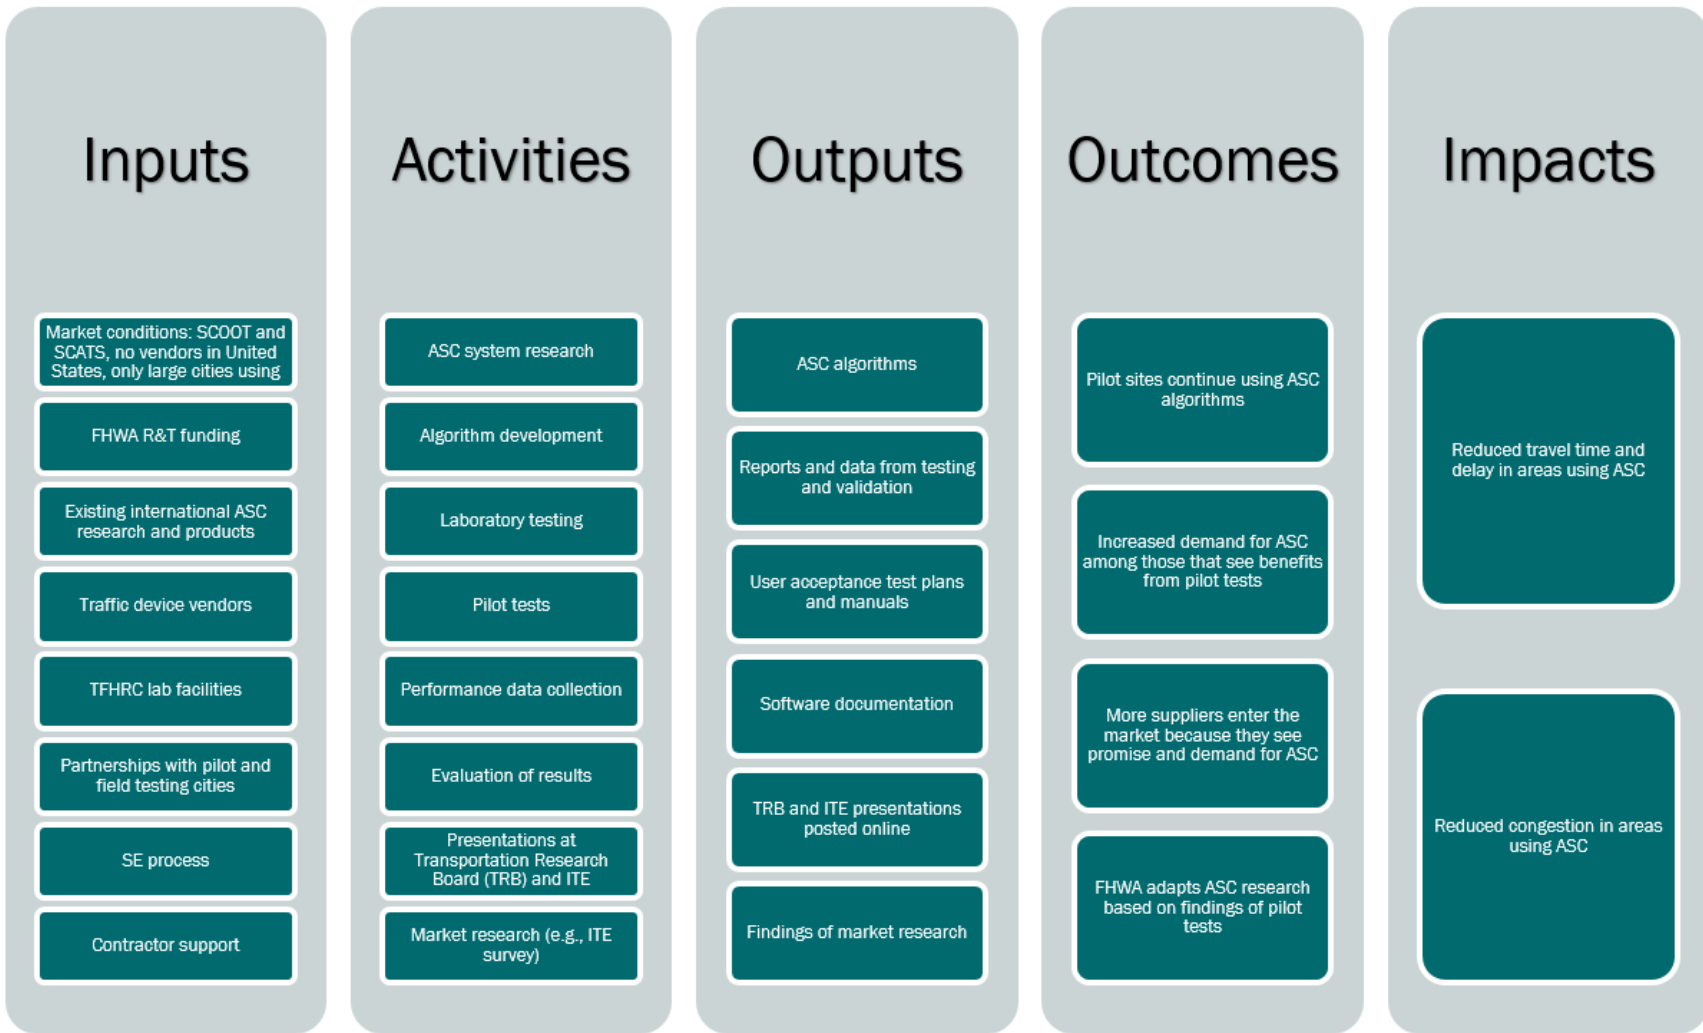 Inputs
Market conditions: SCOOT and
SCATS, no vendors in United
States, only large cities using
FHWA R&T funding
Existing international ASC
research and products
Traffic device vendors
TFHRC lab facilities
Partnerships with pilot and
field testing cities
SE process
Contractor support
Activities
ASC system research
Algorithm development
Laboratory testing
Pilot tests
Performance data collection
Evaluation of results
Presentations at
Transportation Research
Board (TRB) and ITE
Market research (e.g., ITE
survey)
Outputs
ASC algorithms
Reports and data from testing
and validation
User acceptance test plans
and manuals
Software documentation
TRB and ITE presentations
posted online
Findings of market research
Outcomes
Pilot sites continue using ASC
algorithms
Increased demand for ASC
among those that see benefits
from pilot tests
More suppliers enter the
market because they see
promise and demand for ASC
FHWA adapts ASC research
based on findings of pilot
tests
Impacts
Reduced travel time and
delay in areas using ASC
Reduced congestion in areas
using ASC